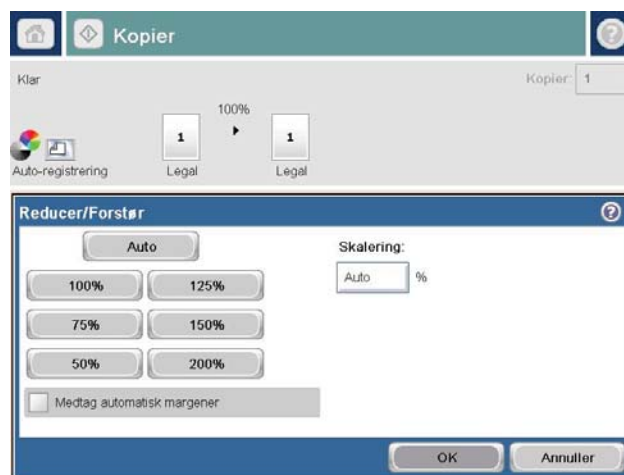 Kopier
Klar
Kopier: 1
100%
1 1
Auto-registrering Legal Legal
Reducer/Forstør
Auto
Skalering:
Auto %
100% 125%
75% 150%
50% 200%
Medtag automatisk margener
OK Annuller